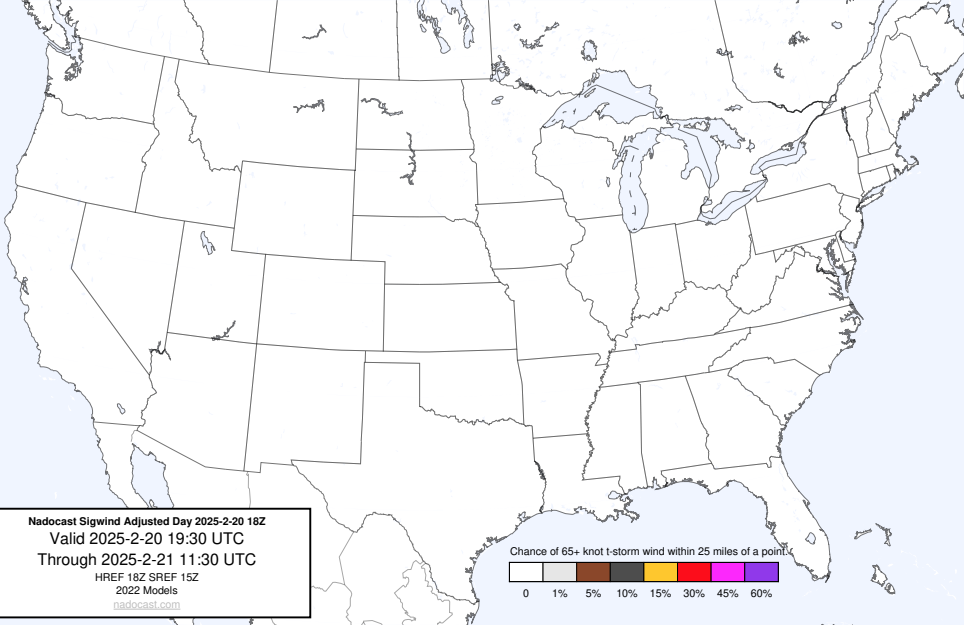 Nadocast Sigwind Adjusted Day 2025-2-20 18Z
Valid 2025-2-20 19:30 UTC
Through 2025-2-21 11:30 UTC
HREF 18Z SREF 15Z
2022 Models
nadocast.com
Chance of 65+ knot t-storm wind within 25 miles of a point.
0 1% 5% 10% 15% 30% 45% 60%